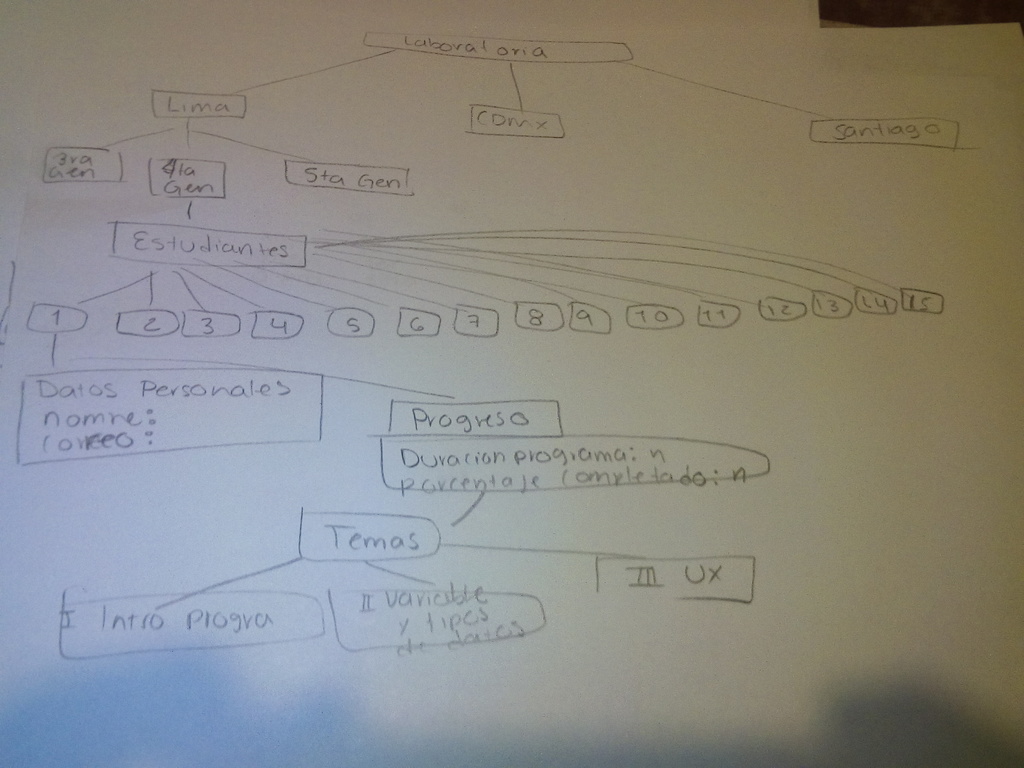 Laboratoria
Lima
CDMX
Santiago
3ra
Gen
4ta
Gen
5ta Gen
Estudiantes
1 2 3 4 5 6 7 8 9 10 11 12 13 14 15
Datos Personales
nomre:
correo:
Progreso
Duracion programa: n
porcentaje completado: n
Temas
I Intro Progra
II variable
y tipos
de datos
III UX